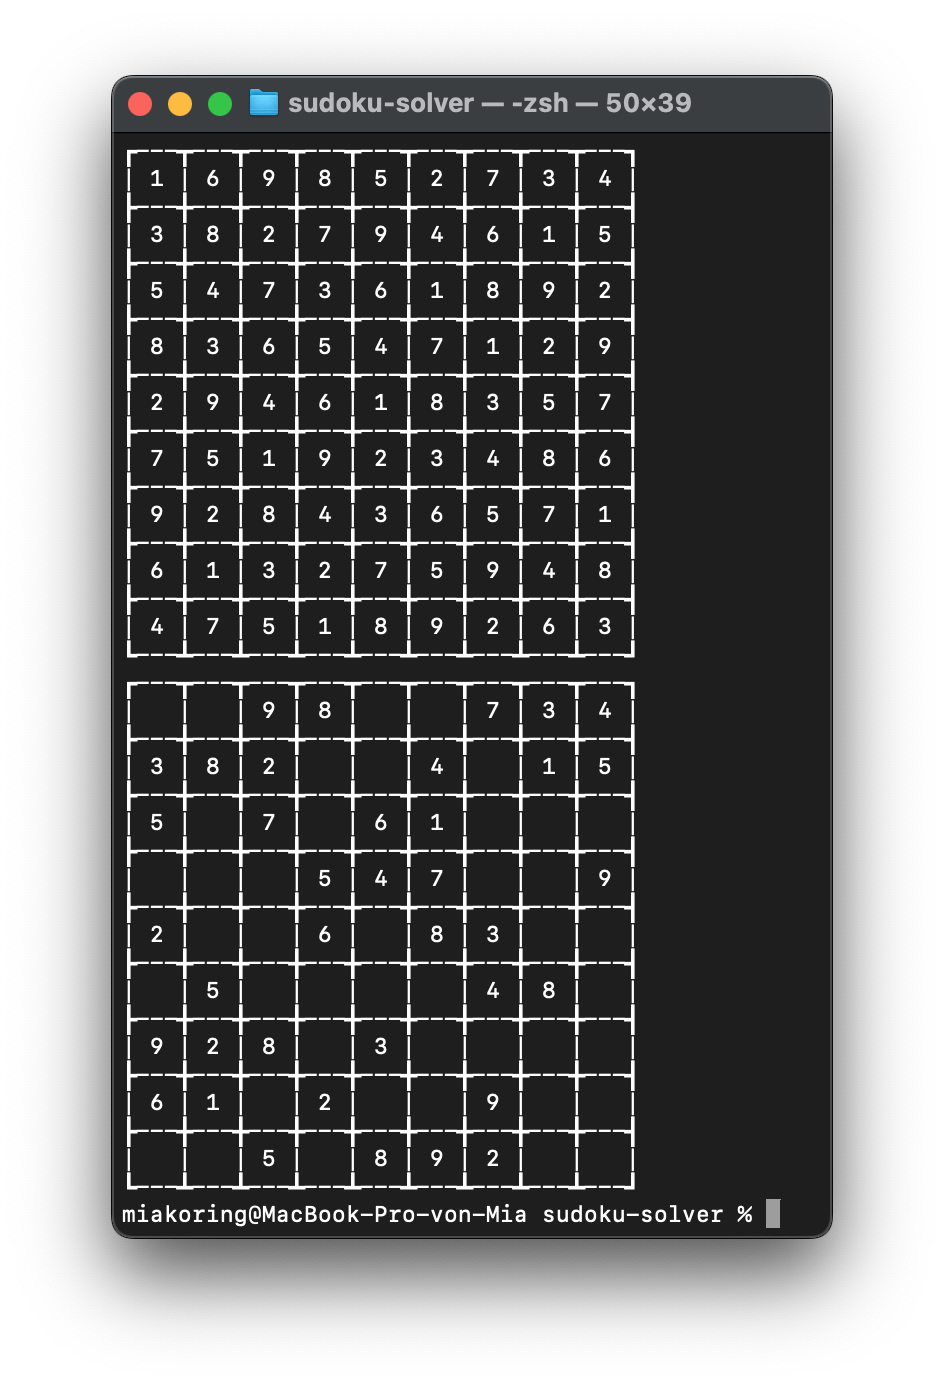 sudoku-solver — -zsh — 50×39
1 6 9 8 5 2 7 3 4
3 8 2 7 9 4 6 1 5
5 4 7 3 6 1 8 9 2
8 3 6 5 4 7 1 2 9
2 9 4 6 1 8 3 5 7
7 5 1 9 2 3 4 8 6
9 2 8 4 3 6 5 7 1
6 1 3 2 7 5 9 4 8
4 7 5 1 8 9 2 6 3
9 8 7 3 4
3 8 2 4 1 5
5 7 6 1
5 4 7 9
2 6 8 3
5 4 8
9 2 8 3
6 1 2 9
5 8 9 2
miakoring@MacBook-Pro-von-Mia sudoku-solver %